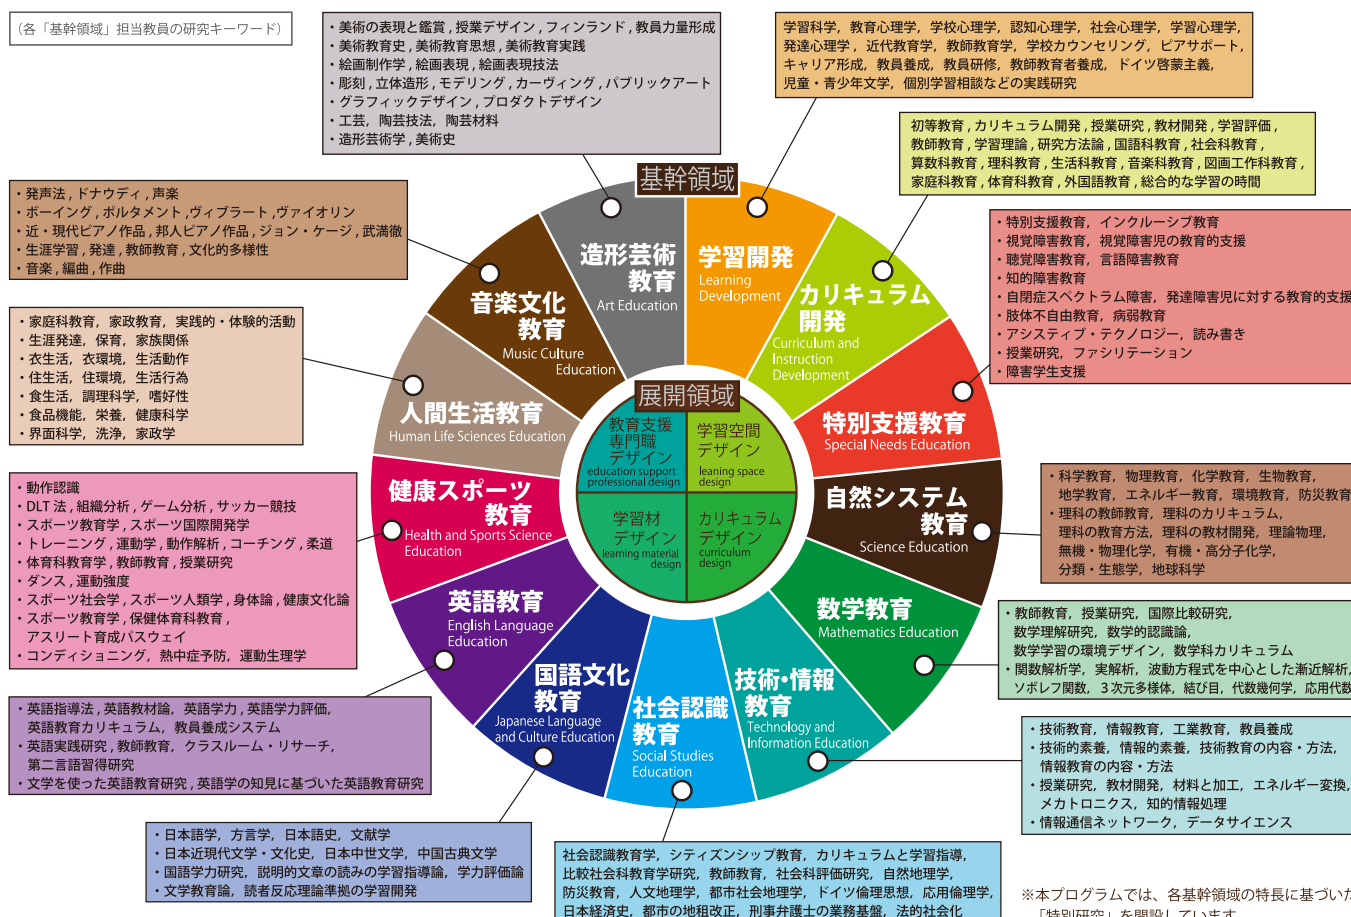 （各「基幹領域」担当教員の研究キーワード）
・美術の表現と鑑賞 , 授業デザイン , フィンランド , 教員力量形成
・美術教育史 , 美術教育思想 , 美術教育実践
・絵画制作学 , 絵画表現 , 絵画表現技法
・彫刻 , 立体造形 , モデリング , カーヴィング , パブリックアート
・グラフィックデザイン , プロダクトデザイン
・工芸,　陶芸技法,　陶芸材料
・造形芸術学 , 美術史
学習科学,　教育心理学,　学校心理学,　認知心理学,　社会心理学,　学習心理学,
発達心理学 ,　近代教育学,　教師教育学,　学校カウンセリング,　ピアサポート,
キャリア形成,　教員養成,　教員研修,　教師教育者養成,　ドイツ啓蒙主義,
児童・青少年文学,　個別学習相談などの実践研究
初等教育 , カリキュラム開発 , 授業研究 , 教材開発 , 学習評価 ,
教師教育 , 学習理論 , 研究方法論 , 国語科教育 , 社会科教育 ,
算数科教育 , 理科教育 , 生活科教育 , 音楽科教育 , 図画工作科教育 ,
家庭科教育 , 体育科教育 , 外国語教育 , 総合的な学習の時間
・発声法 , ドナウディ , 声楽
・ボーイング , ポルタメント , ヴィブラート , ヴァイオリン
・近・現代ピアノ作品 , 邦人ピアノ作品 , ジョン・ケージ , 武満徹
・生涯学習 , 発達 , 教師教育 , 文化的多様性
・音楽 , 編曲 , 作曲
・特別支援教育,　インクルーシブ教育
・視覚障害教育,　視覚障害児の教育的支援
・聴覚障害教育,　言語障害教育
・知的障害教育
・自閉症スペクトラム障害,　発達障害児に対する教育的支援
・肢体不自由教育,　病弱教育
・アシスティブ・テクノロジー,　読み書き
・授業研究,　ファシリテーション
・障害学生支援
・家庭科教育,　家政教育,　実践的・体験的活動
・生涯発達,　保育,　家族関係
・衣生活,　衣環境,　生活動作
・住生活,　住環境,　生活行為
・食生活,　調理科学,　嗜好性
・食品機能,　栄養,　健康科学
・界面科学,　洗浄,　家政学
・科学教育,　物理教育,　化学教育,　生物教育,
地学教育,　エネルギー教育,　環境教育,　防災教育
・理科の教師教育,　理科のカリキュラム,
理科の教育方法,　理科の教材開発,　理論物理,
無機・物理化学,　有機・高分子化学,
分類・生態学,　地球科学
・動作認識
・DLT 法 , 組織分析 , ゲーム分析 , サッカー競技
・スポーツ教育学 , スポーツ国際開発学
・トレーニング , 運動学 , 動作解析 , コーチング , 柔道
・体育科教育学 , 教師教育 , 授業研究
・ダンス , 運動強度
・スポーツ社会学 , スポーツ人類学 , 身体論 , 健康文化論
・スポーツ教育学 , 保健体育科教育 ,
アスリート育成パスウェイ
・コンディショニング,　熱中症予防,　運動生理学
・教師教育,　授業研究,　国際比較研究,
数学理解研究,　数学的認識論,
数学学習の環境デザイン,　数学科カリキュラム
・関数解析学,　実解析,　波動方程式を中心とした漸近解析,
ソボレフ関数,　３次元多様体,　結び目,　代数幾何学,　応用代数
・英語指導法 , 英語教材論,　英語学力 , 英語学力評価,
英語教育カリキュラム,　教員養成システム
・英語実践研究 , 教師教育,　クラスルーム・リサーチ,
第二言語習得研究
・文学を使った英語教育研究 , 英語学の知見に基づいた英語教育研究
・技術教育,　情報教育,　工業教育,　教員養成
・技術的素養,　情報的素養,　技術教育の内容・方法,
情報教育の内容・方法
・授業研究,　教材開発,　材料と加工,　エネルギー変換,
メカトロニクス,　知的情報処理
・情報通信ネットワーク,　データサイエンス
・日本語学,　方言学,　日本語史,　文献学
・日本近現代文学・文化史,　日本中世文学,　中国古典文学
・国語学力研究,　説明的文章の読みの学習指導論,　学力評価論
・文学教育論,　読者反応理論準拠の学習開発
社会認識教育学,　シティズンシップ教育,　カリキュラムと学習指導,
比較社会科教育学研究,　教師教育,　社会科評価研究,　自然地理学,
防災教育,　人文地理学,　都市社会地理学,　ドイツ倫理思想,　応用倫理学,
日本経済史,　都市の地租改正,　刑事弁護士の業務基盤,　法的社会化
※本プログラムでは、各基幹領域の特長に基づいた
「特別研究」を開設しています
基幹領域
学習開発
Learning
Development
カリキュラム
開発
Curriculum and
Instruction
Development
特別支援教育
Special Needs Education
自然システム
教育
Science Education
数学教育
Mathematics Education
技術・情報
教育
Technology and
Information Education
社会認識
教育
Social Studies
Education
国語文化
教育
Japanese Language
and Culture Education
英語教育
English Language
Education
健康スポーツ
教育
Health and Sports Science
Education
人間生活教育
Human Life Sciences Education
音楽文化
教育
Music Culture
Education
造形芸術
教育
Art Education
展開領域
教育支援
専門職
デザイン
education support
professional design
学習空間
デザイン
leaning space
design
学習材
デザイン
learning material
design
カリキュラム
デザイン
curriculum
design